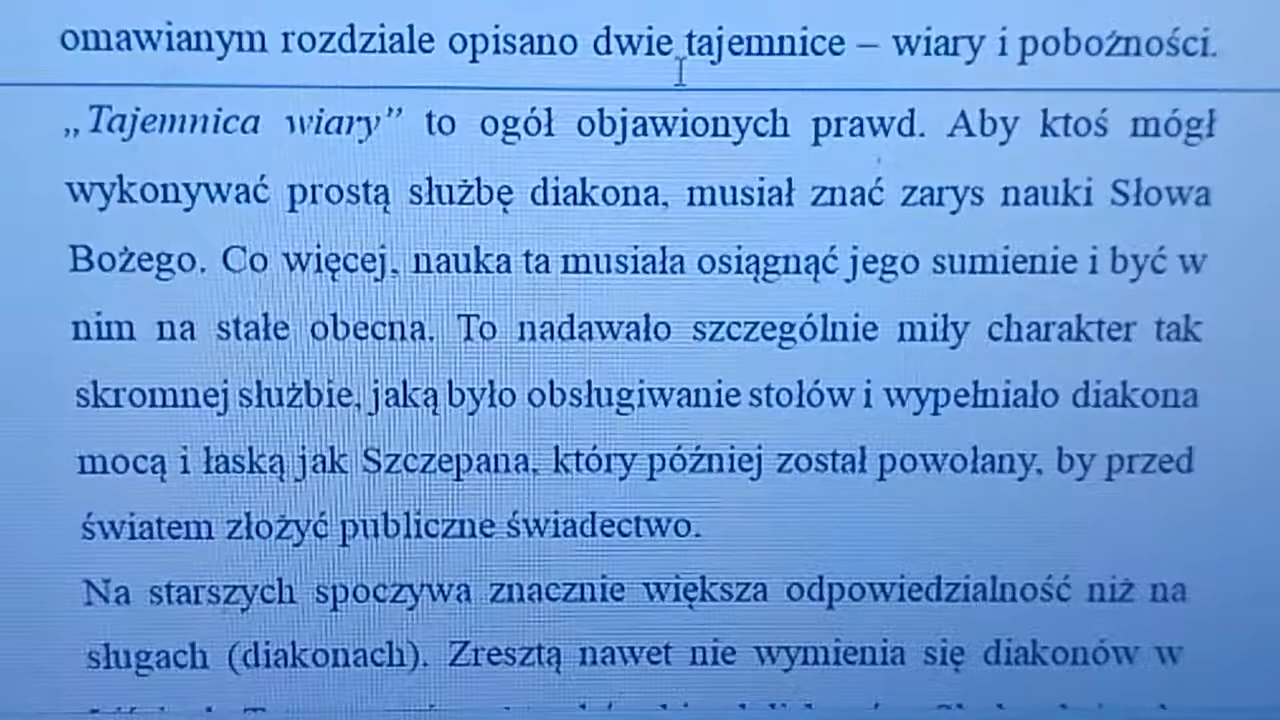 omawianym rozdziale opisano dwie tajemnice – wiary i pobożności.
„Tajemnica wiary” to ogół objawionych prawd. Aby ktoś mógł
wykonywać prostą służbę diakona, musiał znać zarys nauki Słowa
Bożego. Co więcej, nauka ta musiała osiągnąć jego sumienie i być w
nim na stałe obecna. To nadawało szczególnie miły charakter tak
skromnej służbie, jaką było obsługiwanie stołów i wypełniało diakona
mocą i łaską jak Szczepana, który później został powołany, by przed
światem złożyć publiczne świadectwo.
Na starszych spoczywa znacznie większa odpowiedzialność niż na
sługach (diakonach). Zresztą nawet nie wymienia się diakonów w